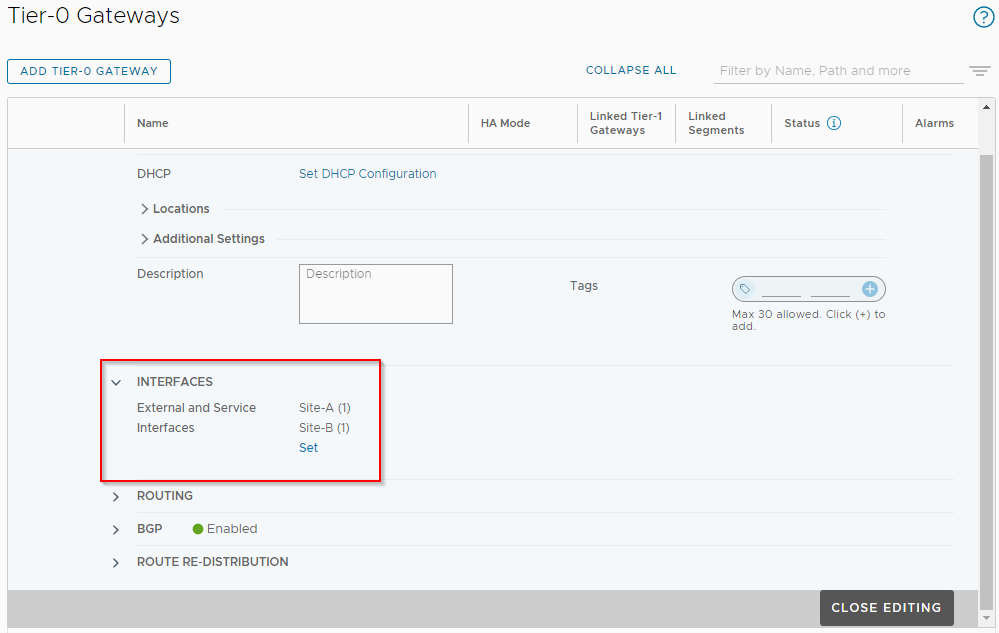 Tier-0 Gateways
?
ADD TIER-0 GATEWAY
COLLAPSE ALL
Filter by Name, Path and more
Name
HA Mode
Linked Tier-1
Gateways
Linked
Segments
Status
i
Alarms
DHCP
Set DHCP Configuration
Locations
Additional Settings
Description
Description
Tags
Max 30 allowed. Click (+) to
add.
INTERFACES
External and Service
Interfaces
Site-A (1)
Site-B (1)
Set
ROUTING
BGP
Enabled
ROUTE RE-DISTRIBUTION
CLOSE EDITING